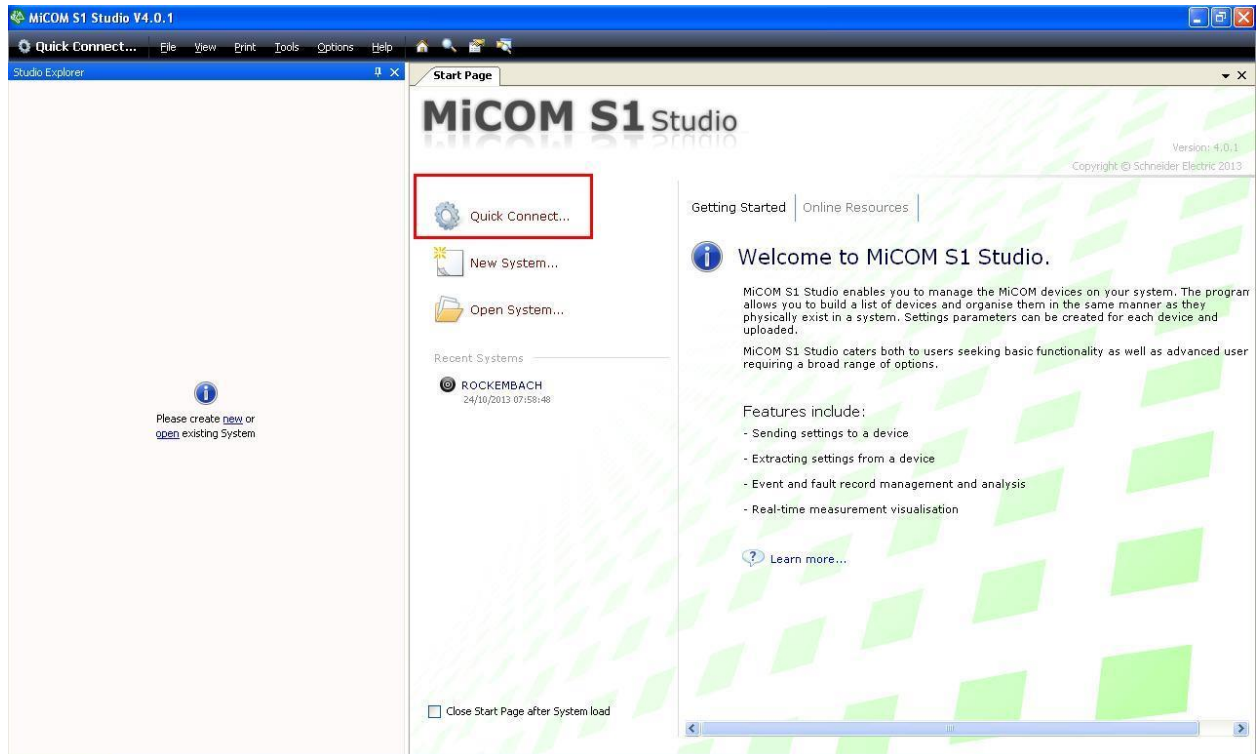 MiCOM S1 Studio V4.0.1
Quick Connect... File View Print Tools Options Help
Studio Explorer
Please create new or
open existing System
Start Page
MiCOM S1 Studio
Version: 4.0.1
Copyright © Schneider Electric 2013
Quick Connect...
New System...
Open System...
Recent Systems
ROCKEMBACH
24/10/2013 07:58:48
Close Start Page after System load
Getting Started Online Resources
Welcome to MiCOM S1 Studio.
MiCOM S1 Studio enables you to manage the MiCOM devices on your system. The program
allows you to build a list of devices and organise them in the same manner as they
physically exist in a system. Settings parameters can be created for each device and
uploaded.
MiCOM S1 Studio caters both to users seeking basic functionality as well as advanced user
requiring a broad range of options.
Features include:
- Sending settings to a device
- Extracting settings from a device
- Event and fault record management and analysis
- Real-time measurement visualisation
Learn more...